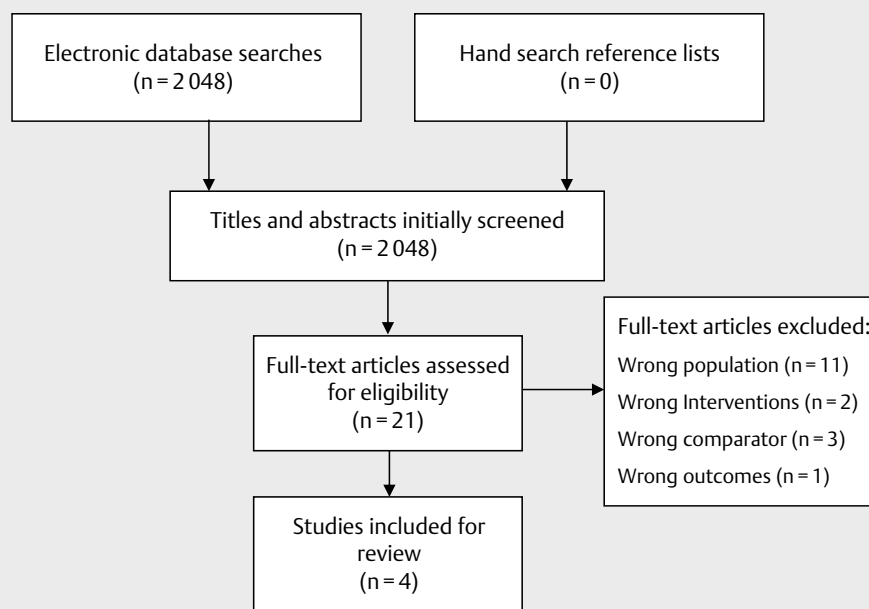 Electronic database searches
(n = 2 048)
Hand search reference lists
(n = 0)
Titles and abstracts initially screened
(n = 2 048)
Full-text articles assessed
for eligibility
(n = 21)
Full-text articles excluded:
Wrong population (n = 11)
Wrong Interventions (n = 2)
Wrong comparator (n = 3)
Wrong outcomes (n = 1)
Studies included for
review
(n = 4)